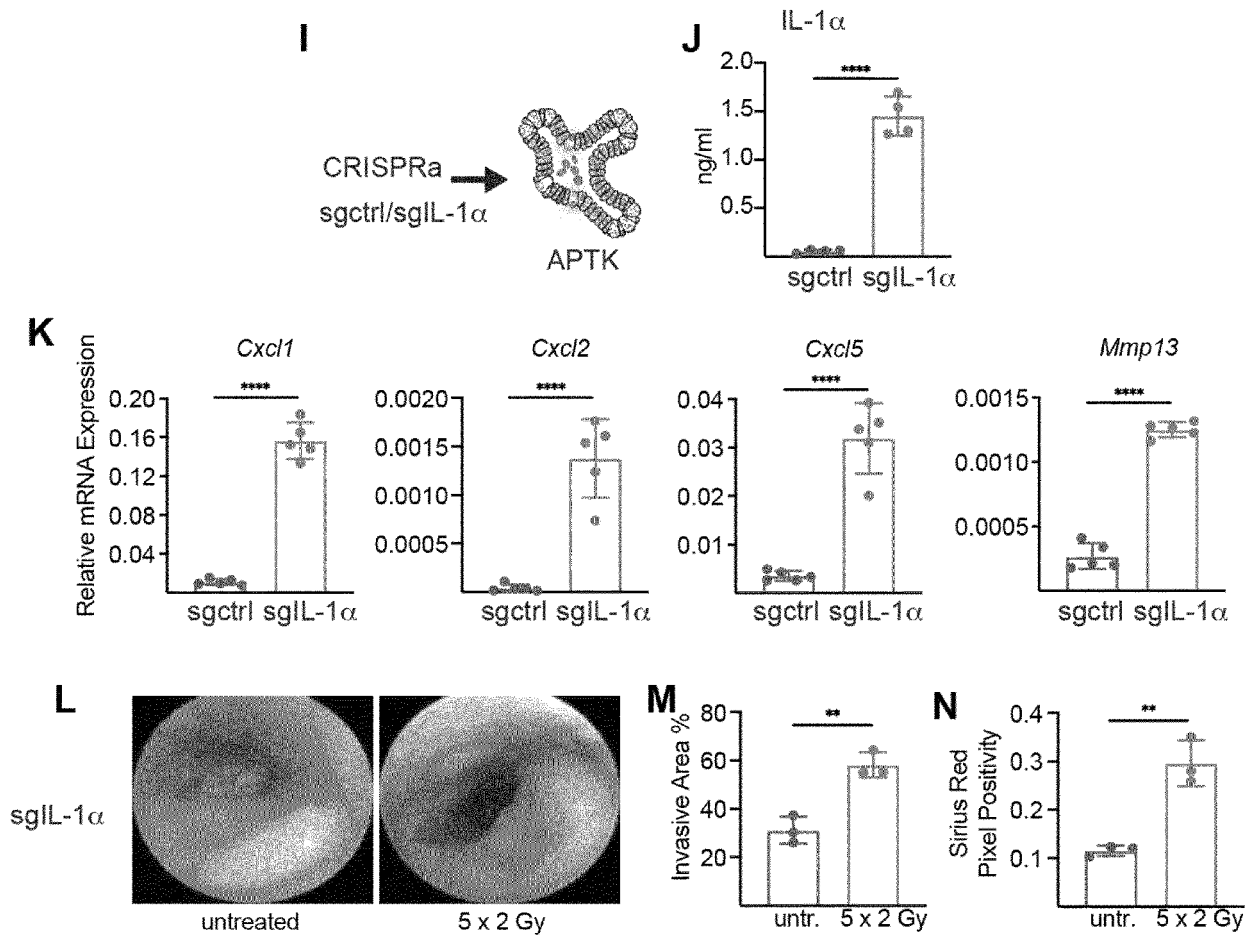 I
CRISPRa
sgctrl/sgIL-1α
APTK
J
IL-1α
ng/ml
2.0
1.5
1.0
0.5
****
sgctrl sgIL-1α
K
Relative mRNA Expression
Cxcl1
0.20
0.16
0.12
0.08
0.04
****
sgctrl sgIL-1α
Cxcl2
0.0020
0.0015
0.0010
0.0005
****
sgctrl sgIL-1α
Cxcl5
0.04
0.03
0.02
0.01
****
sgctrl sgIL-1α
Mmp13
0.0015
0.0010
0.0005
****
sgctrl sgIL-1α
L
sgIL-1α
untreated
5 x 2 Gy
M
Invasive Area %
80
60
40
20
**
untr. 5 x 2 Gy
N
Sirius Red
Pixel Positivity
0.4
0.3
0.2
0.1
**
untr. 5 x 2 Gy